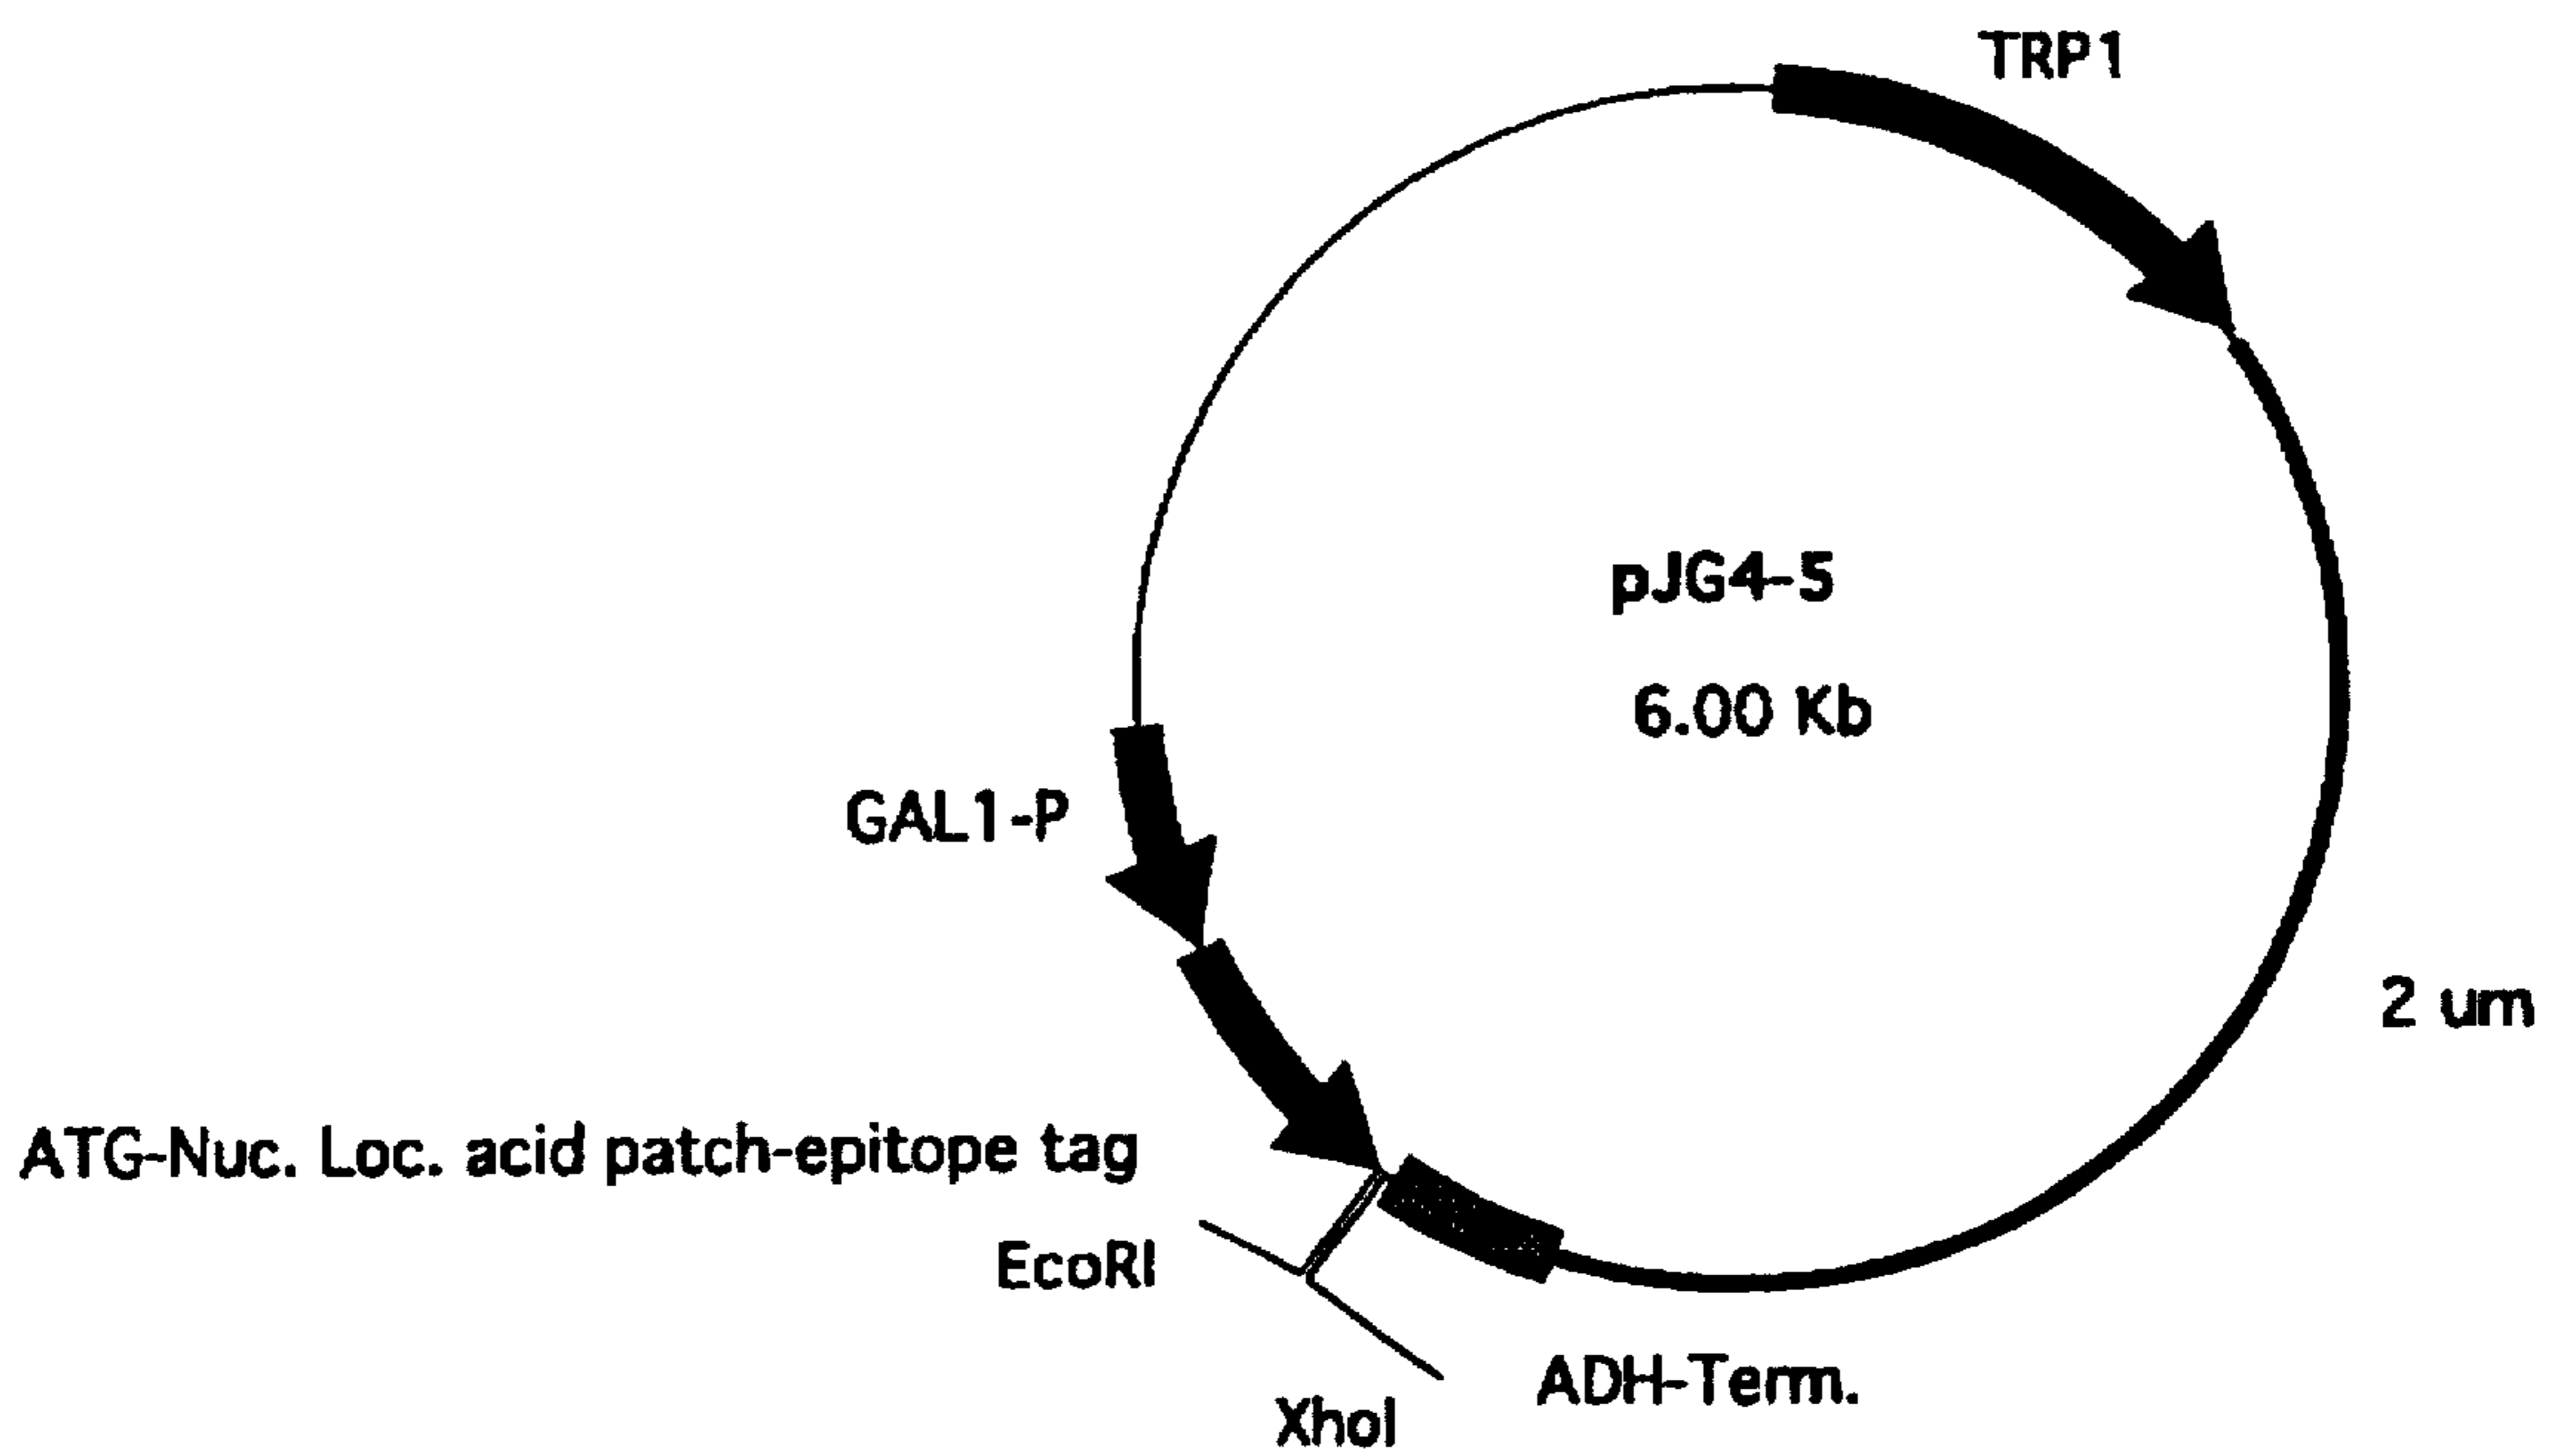 TRP1
pJG4-5
6.00 Kb
GAL1-P
2 um
ATG-Nuc. Loc. acid patch-epitope tag
EcoRI
ADH-Term.
XhoI